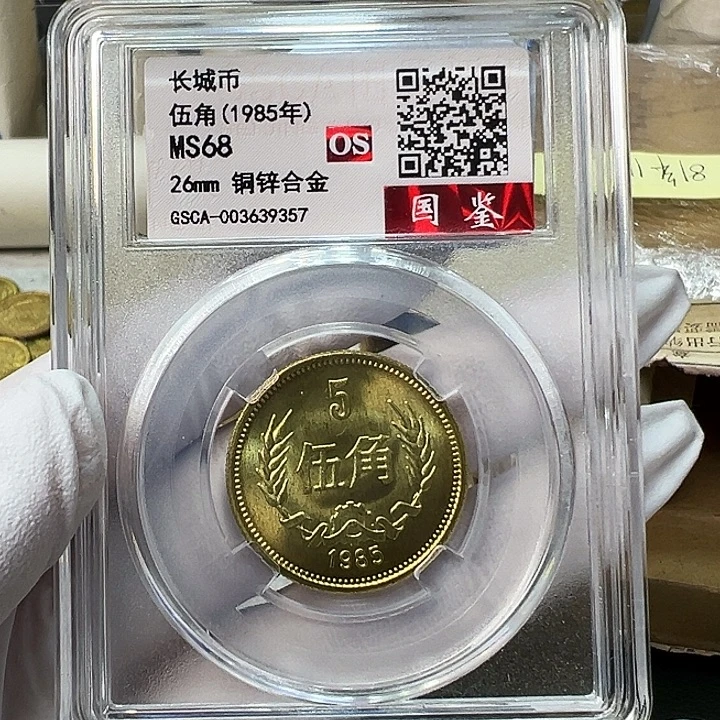 长城币
伍角(1985年)
MS68
OS
26mm 铜锌合金
GSCA-003639357
国鉴
5
伍角
1985